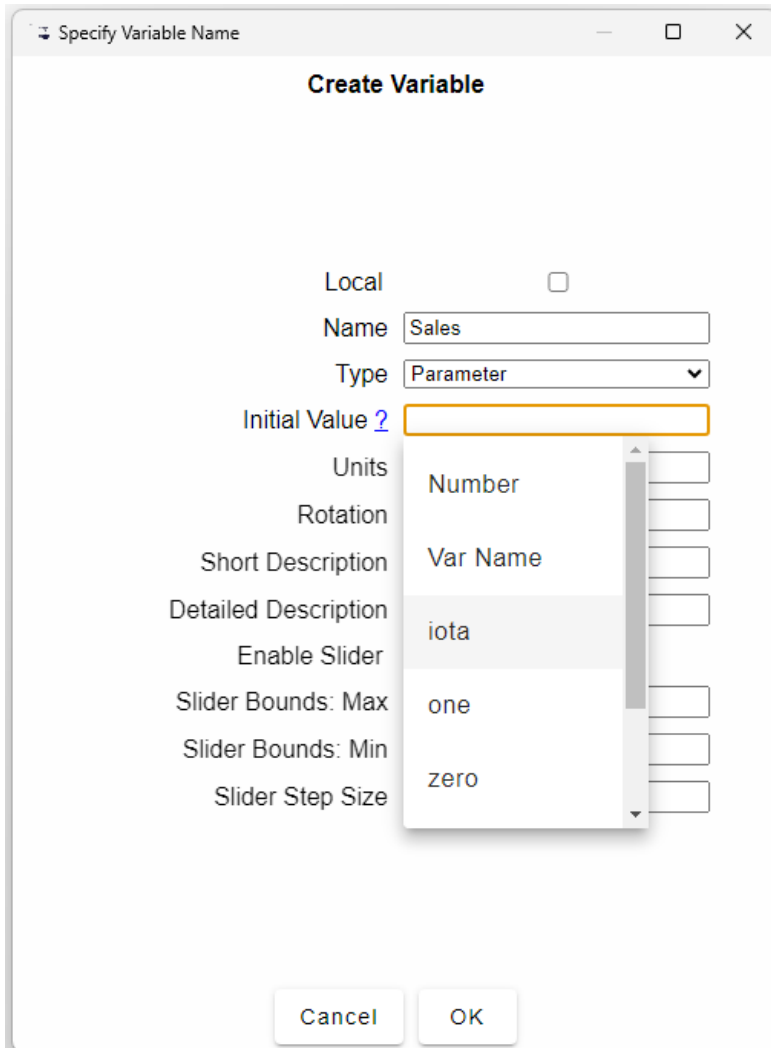 Specify Variable Name
Create Variable
Local
Name Sales
Type Parameter
Initial Value ?
Units
Number
Rotation
Var Name
Short Description
Detailed Description
iota
Enable Slider
Slider Bounds: Max
one
Slider Bounds: Min
zero
Slider Step Size
Cancel OK